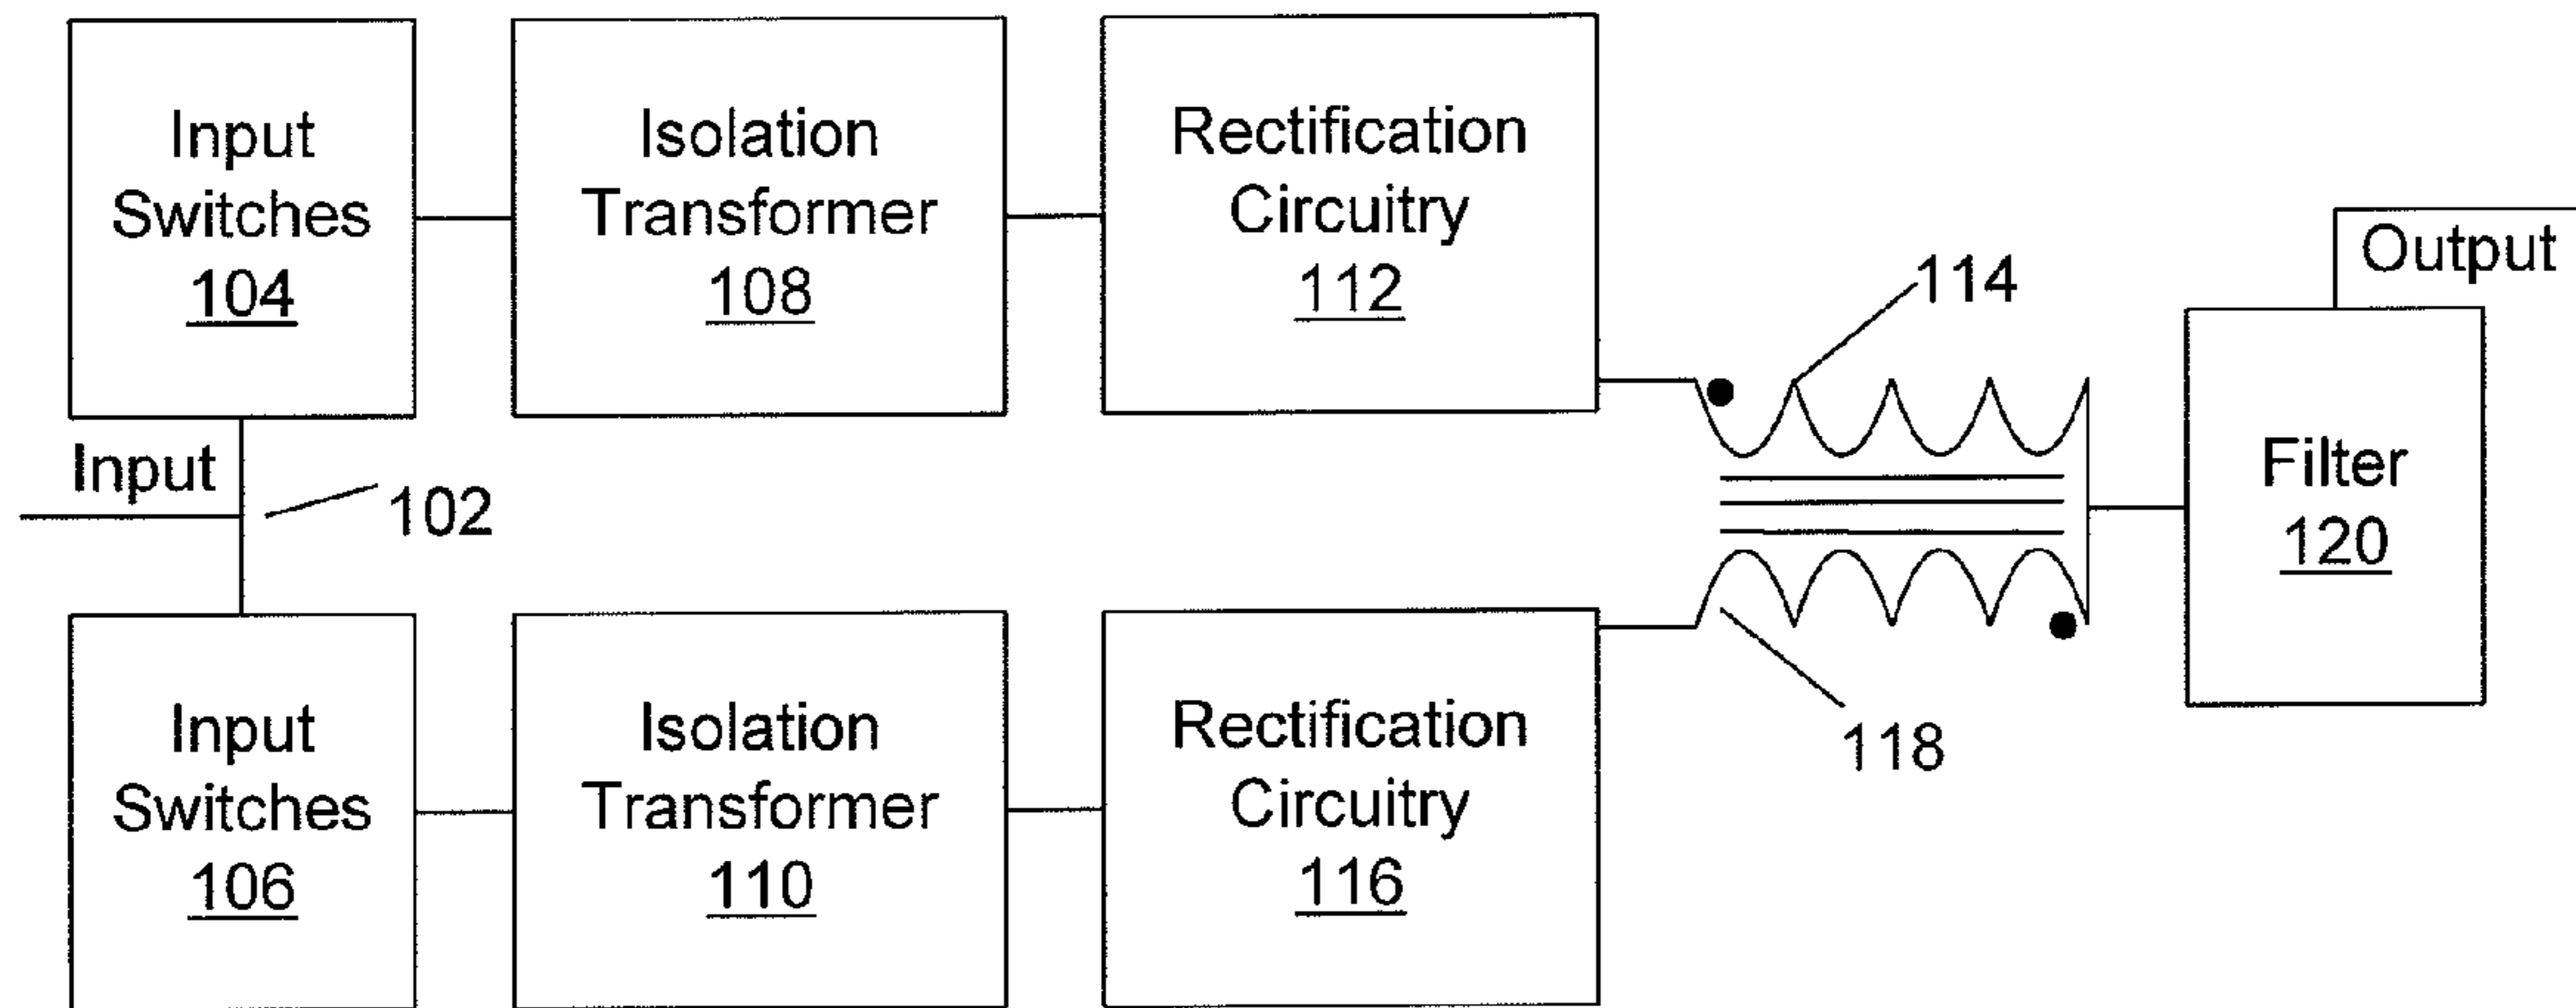 Input
Switches
104
Isolation
Transformer
108
Rectification
Circuitry
112
114
Output
Input
102
Filter
120
118
Input
Switches
106
Isolation
Transformer
110
Rectification
Circuitry
116